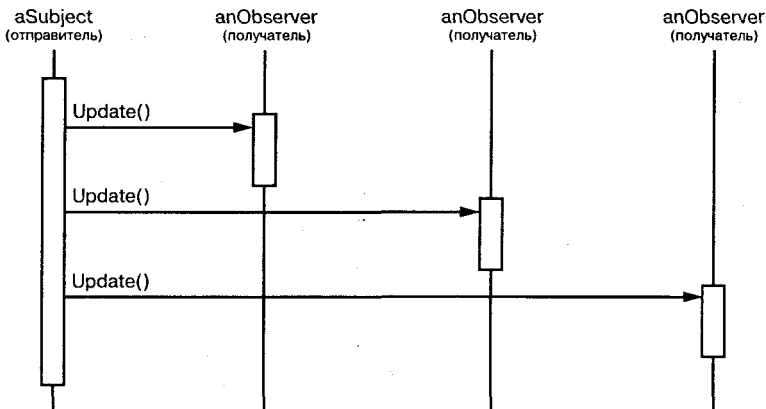 aSubject
(отправитель)
anObserver
(получатель)
anObserver
(получатель)
anObserver
(получатель)
Update()
Update()
Update()